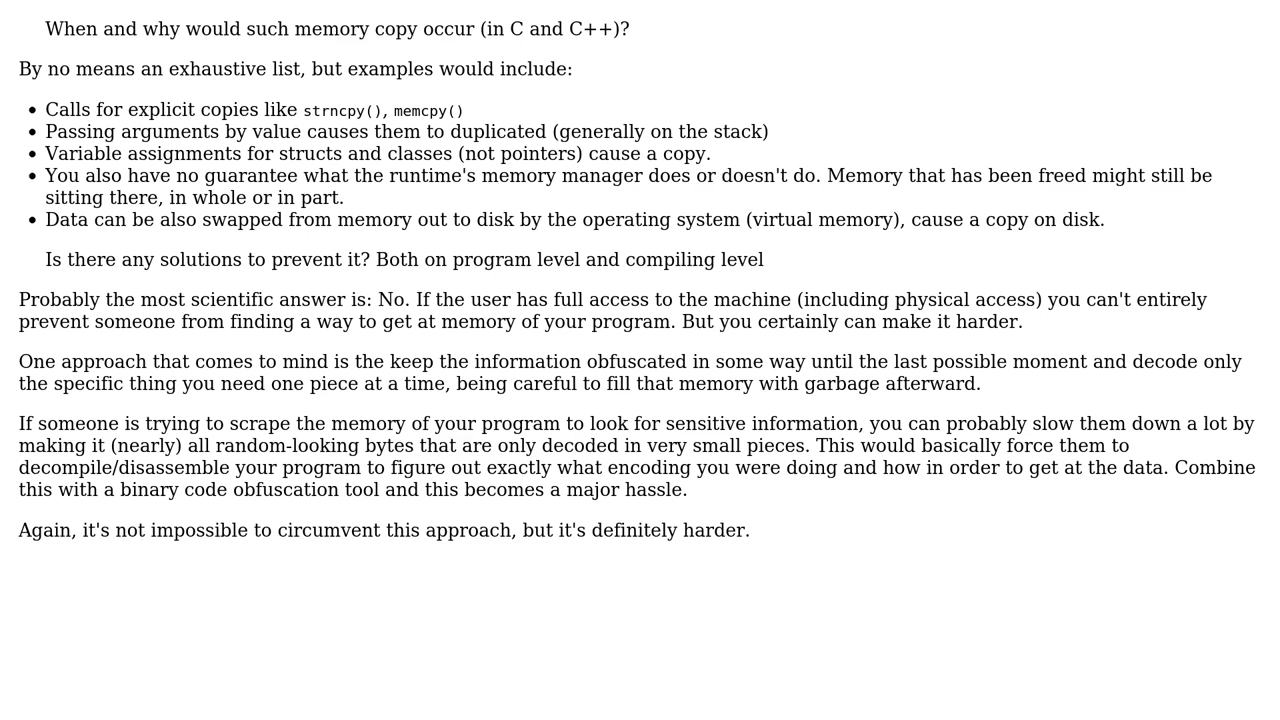 When and why would such memory copy occur (in C and C++)?
By no means an exhaustive list, but examples would include:
• Calls for explicit copies like strncpy(), memcpy()
• Passing arguments by value causes them to duplicated (generally on the stack)
• Variable assignments for structs and classes (not pointers) cause a copy.
• You also have no guarantee what the runtime's memory manager does or doesn't do. Memory that has been freed might still be
sitting there, in whole or in part.
• Data can be also swapped from memory out to disk by the operating system (virtual memory), cause a copy on disk.
Is there any solutions to prevent it? Both on program level and compiling level
Probably the most scientific answer is: No. If the user has full access to the machine (including physical access) you can't entirely
prevent someone from finding a way to get at memory of your program. But you certainly can make it harder.
One approach that comes to mind is the keep the information obfuscated in some way until the last possible moment and decode only
the specific thing you need one piece at a time, being careful to fill that memory with garbage afterward.
If someone is trying to scrape the memory of your program to look for sensitive information, you can probably slow them down a lot by
making it (nearly) all random-looking bytes that are only decoded in very small pieces. This would basically force them to
decompile/disassemble your program to figure out exactly what encoding you were doing and how in order to get at the data. Combine
this with a binary code obfuscation tool and this becomes a major hassle.
Again, it's not impossible to circumvent this approach, but it's definitely harder.